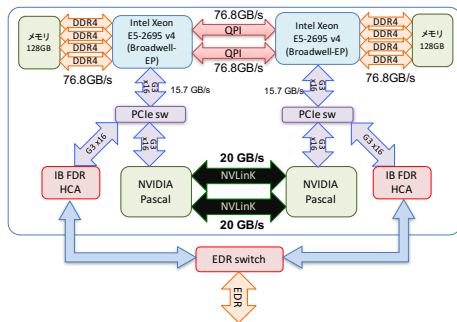 メモリ
128GB
DDR4
DDR4
DDR4
DDR4
76.8GB/s
Intel Xeon
E5-2695 v4
(Broadwell-
EP)
76.8GB/s
QPI
QPI
76.8GB/s
Intel Xeon
E5-2695 v4
(Broadwell-EP)
DDR4
DDR4
DDR4
DDR4
76.8GB/s
メモリ
128GB
G3
x16
15.7 GB/s
15.7 GB/s
G3
x16
PCIe sw
PCIe sw
G3 x16
G3
x16
G3
x16
G3 x16
IB FDR
HCA
NVIDIA
Pascal
20 GB/s
NVLinK
NVLinK
20 GB/s
NVIDIA
Pascal
IB FDR
HCA
EDR switch
EDR